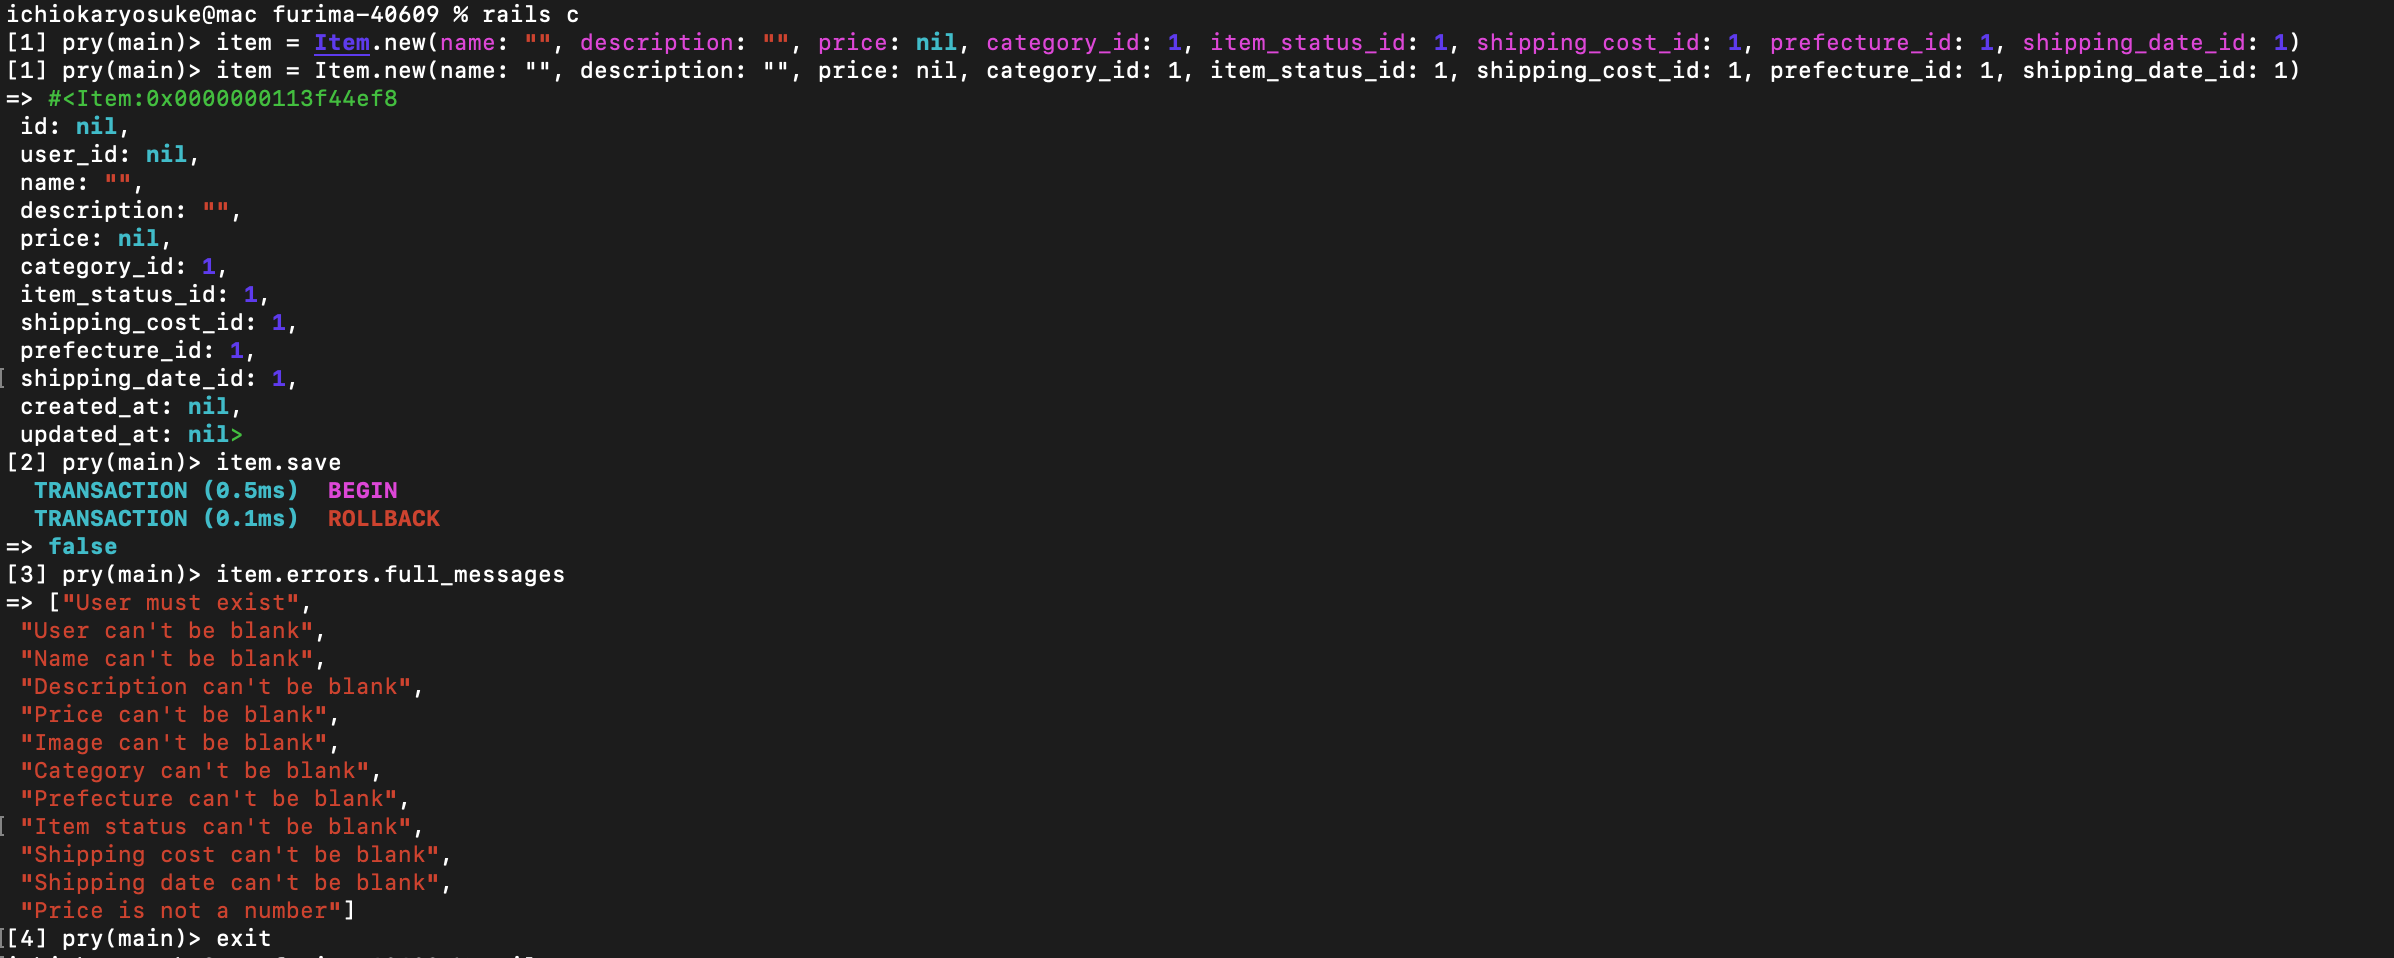 ichiokaryosuke@mac furima-40609 % rails c
[1] pry(main)> item = Item.new(name: "", description: "", price: nil, category_id: 1, item_status_id: 1, shipping_cost_id: 1, prefecture_id: 1, shipping_date_id: 1)
[1] pry(main)> item = Item.new(name: "", description: "", price: nil, category_id: 1, item_status_id: 1, shipping_cost_id: 1, prefecture_id: 1, shipping_date_id: 1)
=> #<Item:0x0000000113f44ef8
 id: nil,
 user_id: nil,
 name: "",
 description: "",
 price: nil,
 category_id: 1,
 item_status_id: 1,
 shipping_cost_id: 1,
 prefecture_id: 1,
 shipping_date_id: 1,
 created_at: nil,
 updated_at: nil>
[2] pry(main)> item.save
  TRANSACTION (0.5ms)  BEGIN
  TRANSACTION (0.1ms)  ROLLBACK
=> false
[3] pry(main)> item.errors.full_messages
=> ["User must exist",
 "User can't be blank",
 "Name can't be blank",
 "Description can't be blank",
 "Price can't be blank",
 "Image can't be blank",
 "Category can't be blank",
 "Prefecture can't be blank",
 "Item status can't be blank",
 "Shipping cost can't be blank",
 "Shipping date can't be blank",
 "Price is not a number"]
[4] pry(main)> exit